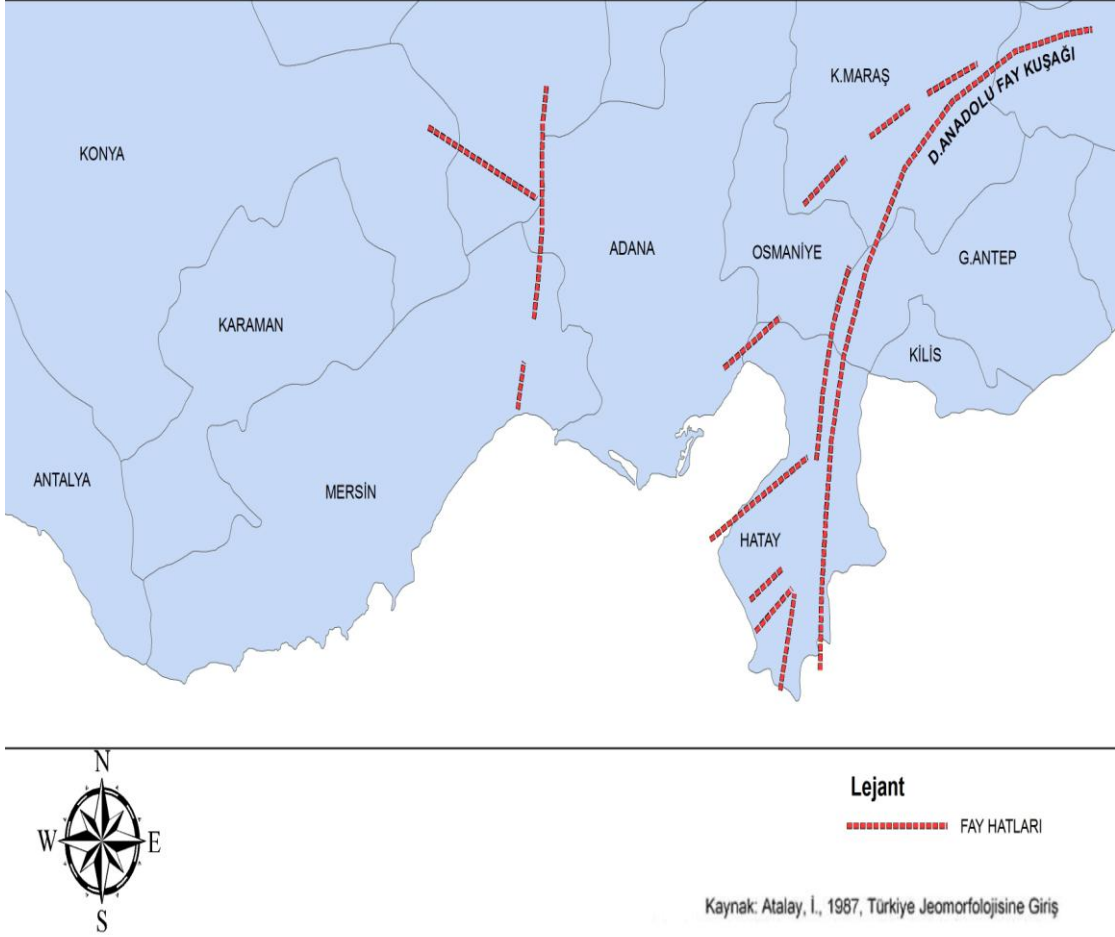 K.MARAŞ
D.ANADOLU FAY KUŞAĞI
KONYA
ADANA
OSMANİYE
G.ANTEP
KARAMAN
KİLİS
ANTALYA
MERSİN
HATAY
N
W
E
S
Lejant
FAY HATLARI
Kaynak: Atalay, İ., 1987, Türkiye Jeomorfolojisine Giriş